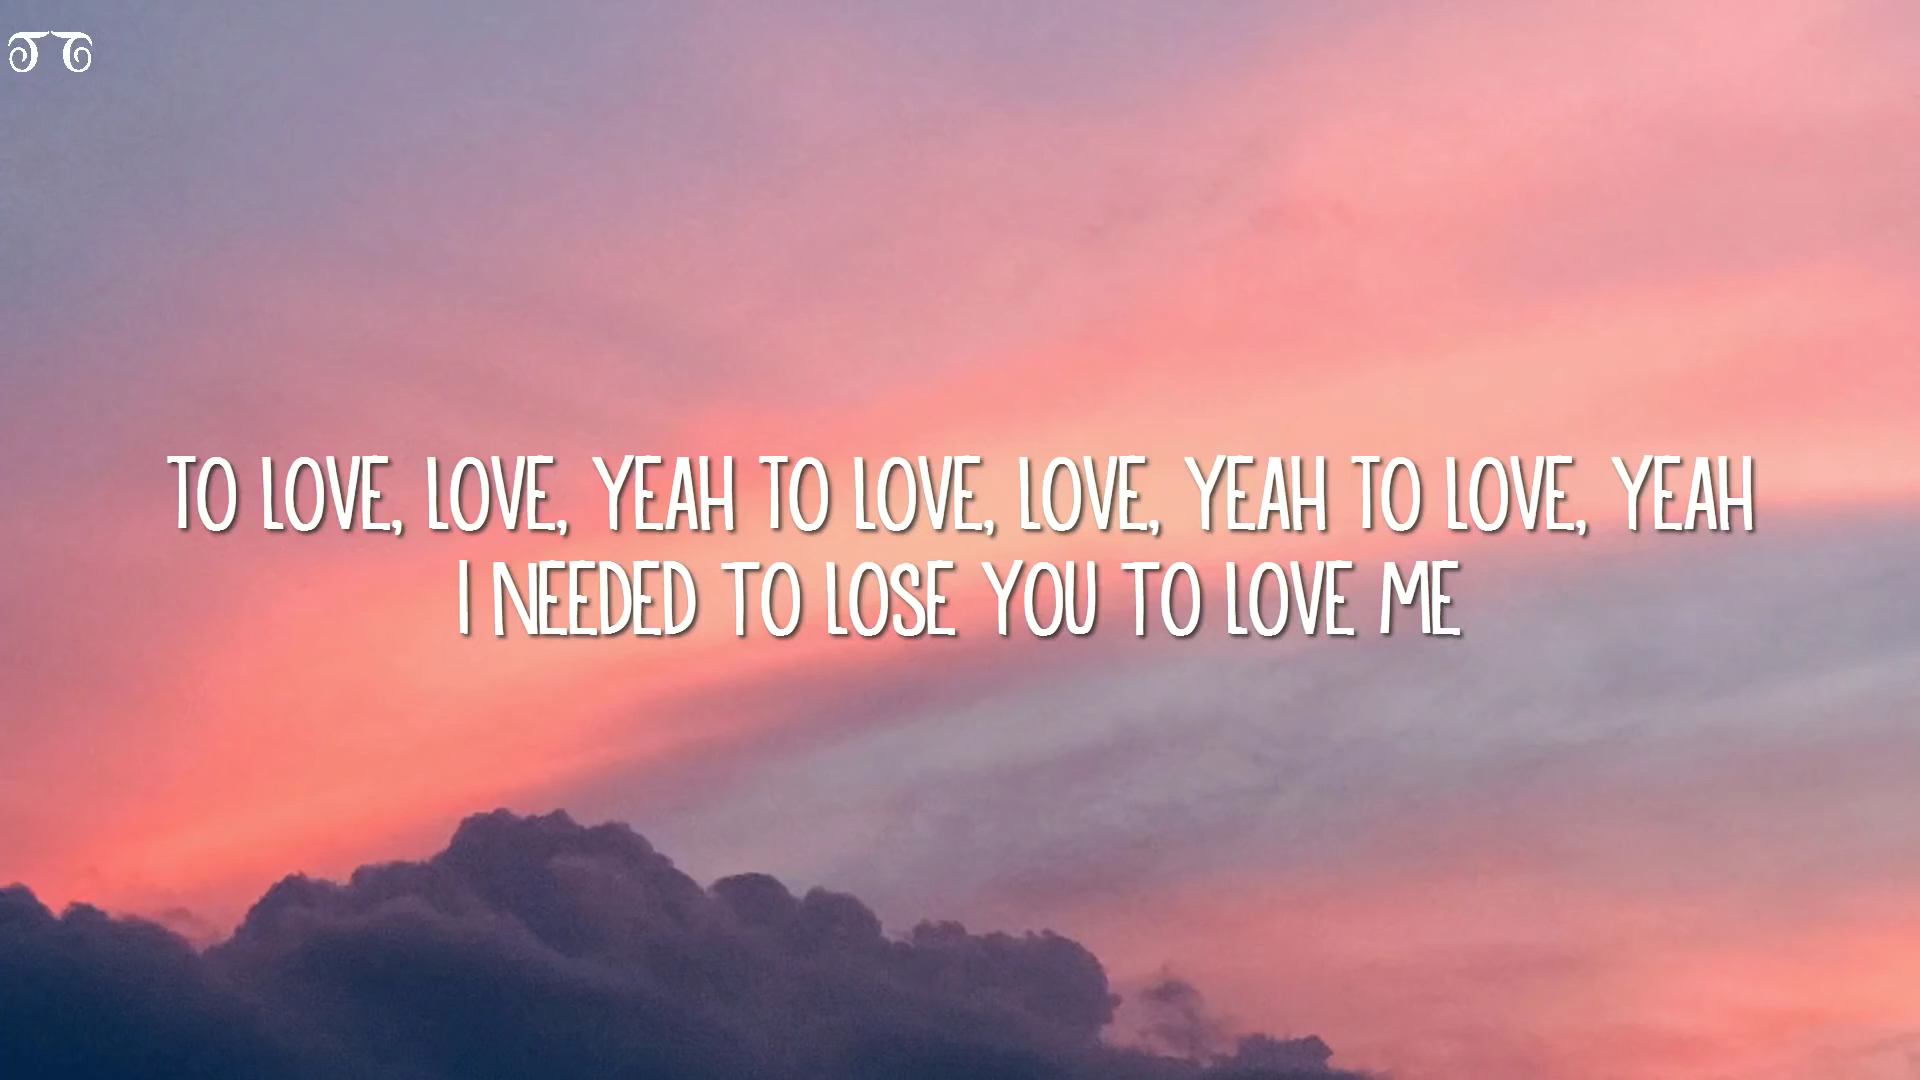 TO LOVE, LOVE, YEAH TO LOVE, LOVE, YEAH TO LOVE, YEAH
I NEEDED TO LOSE YOU TO LOVE ME